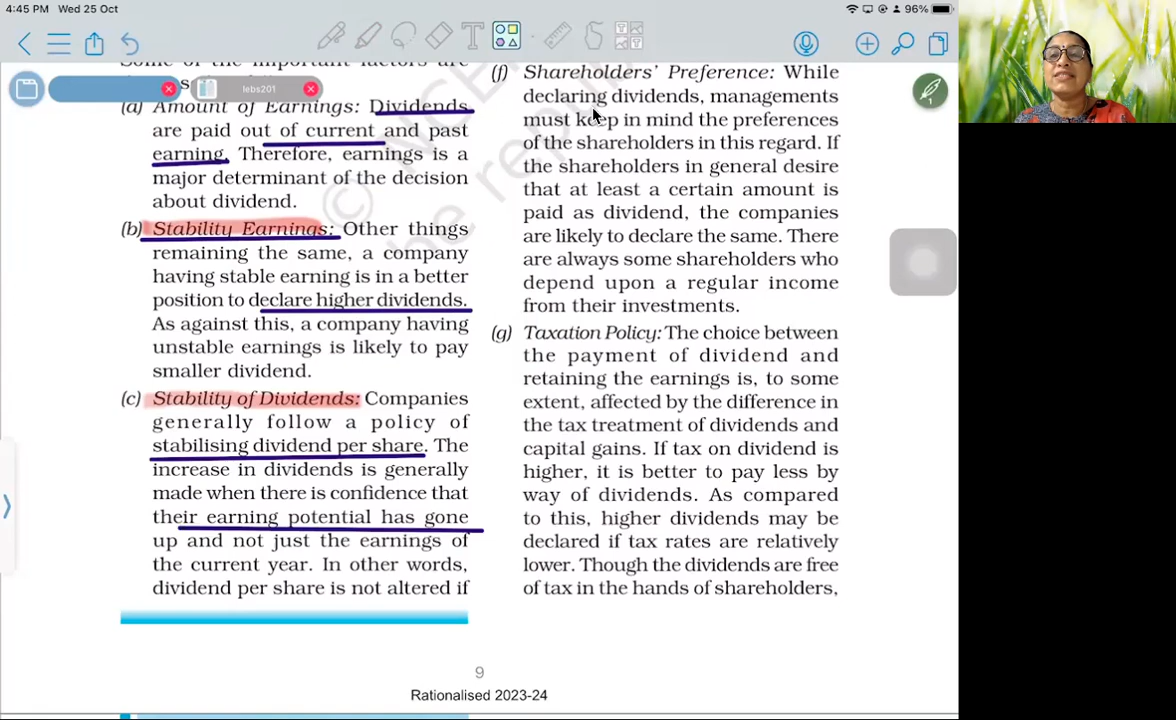 4:45 PM Wed 25 Oct
96%
T
lebs201
1
Some of the important factors are
(a) Amount of Earnings: Dividends
are paid out of current and past
earning. Therefore, earnings is a
major determinant of the decision
about dividend.
(b) Stability Earnings: Other things
remaining the same, a company
having stable earning is in a better
position to declare higher dividends.
As against this, a company having
unstable earnings is likely to pay
smaller dividend.
(c) Stability of Dividends: Companies
generally follow a policy of
stabilising dividend per share. The
increase in dividends is generally
made when there is confidence that
their earning potential has gone
up and not just the earnings of
the current year. In other words,
dividend per share is not altered if
(f) Shareholders' Preference: While
declaring dividends, managements
must keep in mind the preferences
of the shareholders in this regard. If
the shareholders in general desire
that at least a certain amount is
paid as dividend, the companies
are likely to declare the same. There
are always some shareholders who
depend upon a regular income
from their investments.
(g) Taxation Policy: The choice between
the payment of dividend and
retaining the earnings is, to some
extent, affected by the difference in
the tax treatment of dividends and
capital gains. If tax on dividend is
higher, it is better to pay less by
way of dividends. As compared
to this, higher dividends may be
declared if tax rates are relatively
lower. Though the dividends are free
of tax in the hands of shareholders,
9
Rationalised 2023-24